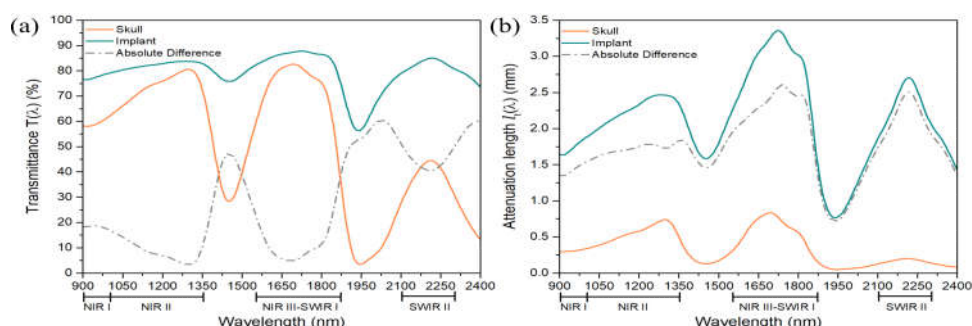 (a)
Skull
Implant
Absolute Difference
Transmittance T(λ) (%)
100
90
80
70
60
50
40
30
20
10
0
900 1050 1200 1350 1500 1650 1800 1950 2100 2250 2400
NIR I NIR II NIR III-SWIR I SWIR II
Wavelength (nm)
(b)
Skull
Implant
Absolute Difference
Attenuation length lt(λ) (mm)
3.5
3.0
2.5
2.0
1.5
1.0
0.5
0.0
900 1050 1200 1350 1500 1650 1800 1950 2100 2250 2400
NIR I NIR II NIR III-SWIR I SWIR II
Wavelength (nm)